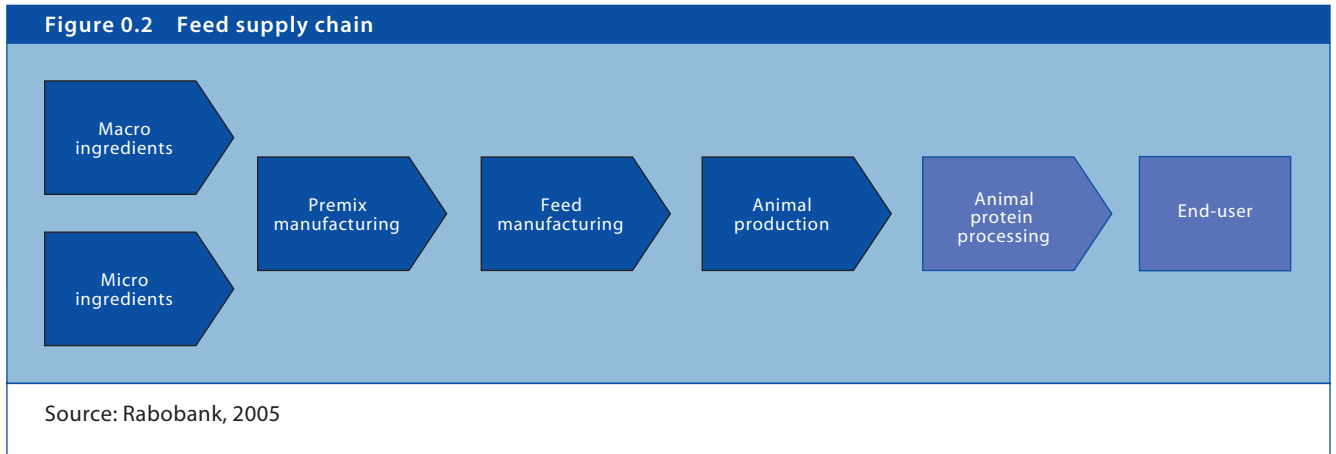 Figure 0.2 Feed supply chain
Macro
ingredients
Micro
ingredients
Premix
manufacturing
Feed
manufacturing
Animal
production
Animal
protein
processing
End-user
Source: Rabobank, 2005